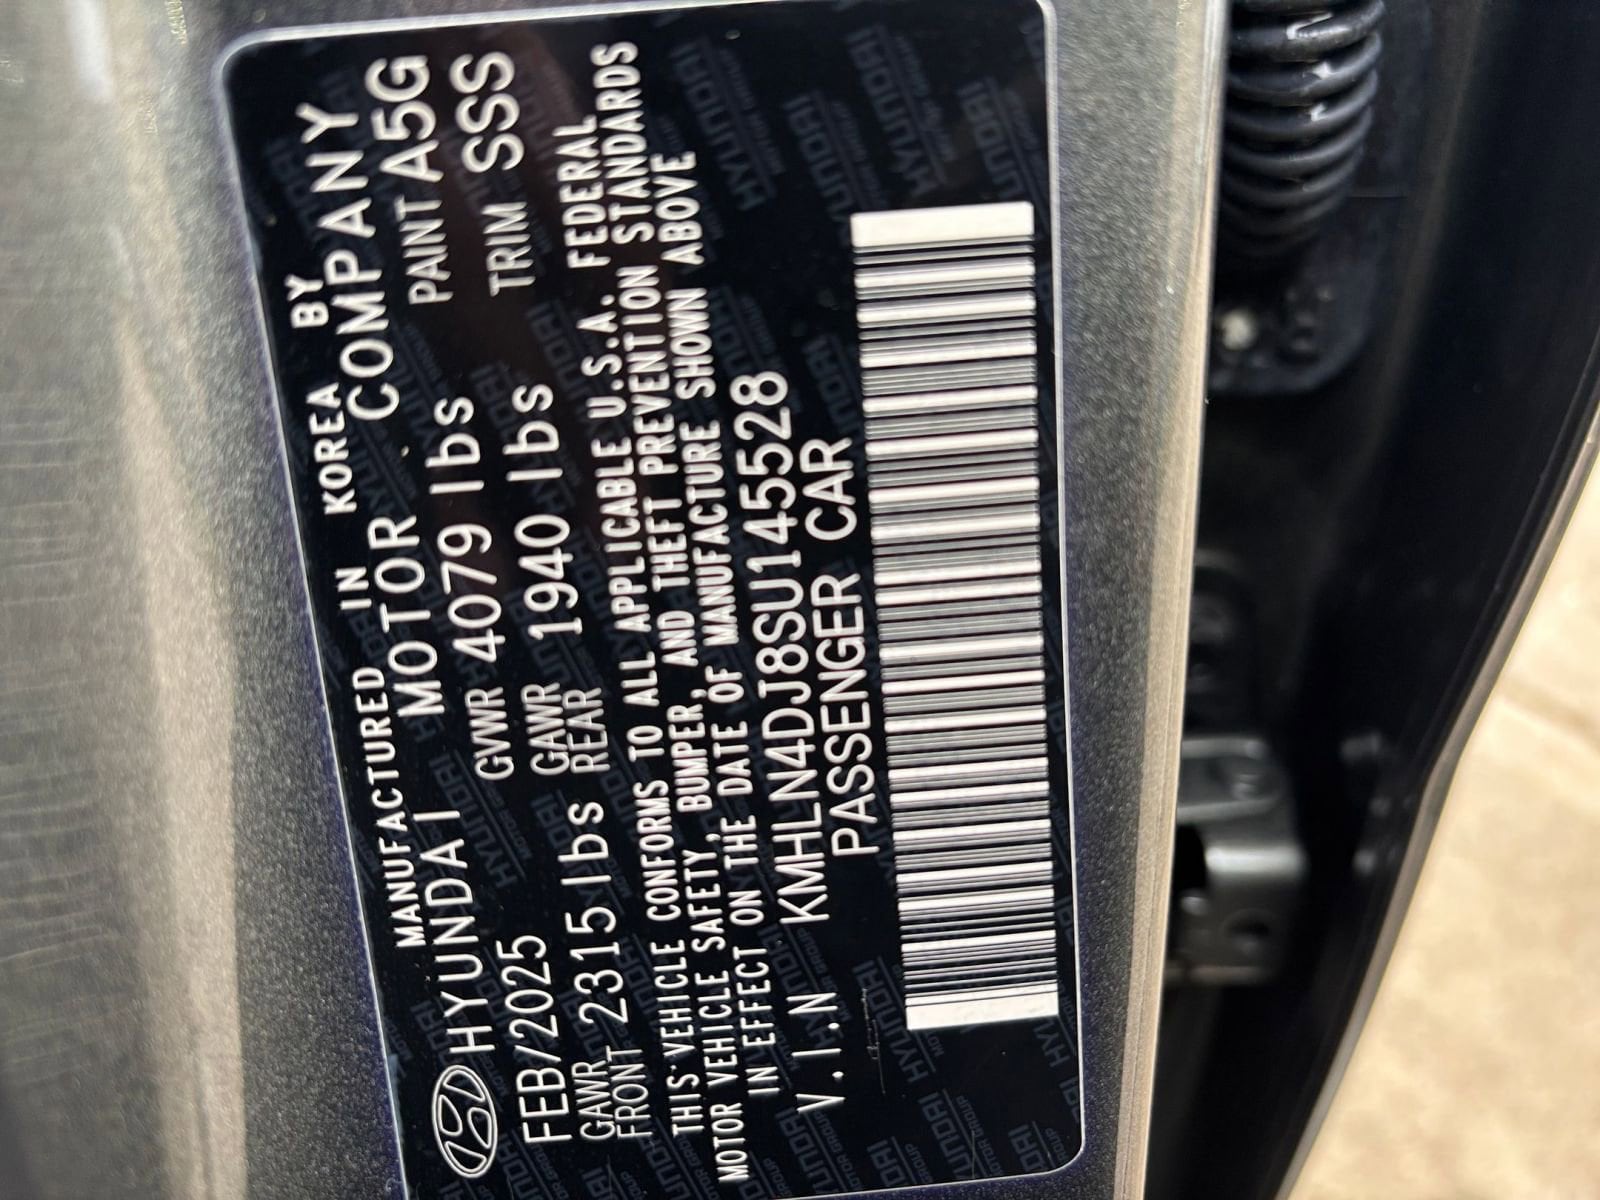 MANUFACTURED IN KOREA BY
HYUNDAI MOTOR COMPANY
FEB/2025 GVWR 4079 lbs PAINT A5G
GAWR FRONT 2315 lbs GAWR REAR 1940 lbs TRIM SSS
THIS VEHICLE CONFORMS TO ALL APPLICABLE U.S.A. FEDERAL
MOTOR VEHICLE SAFETY, BUMPER, AND THEFT PREVENTION STANDARDS
IN EFFECT ON THE DATE OF MANUFACTURE SHOWN ABOVE
V.I.N KMHLN4DJ8SU145528
PASSENGER CAR